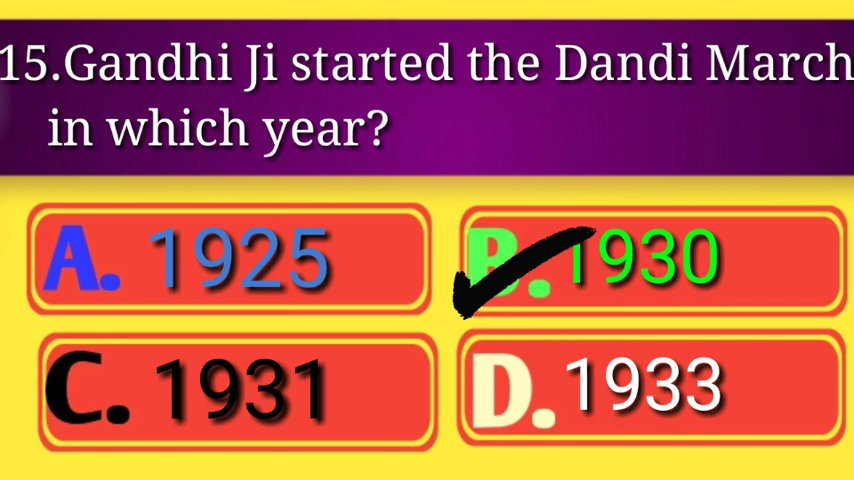 15.Gandhi Ji started the Dandi March
in which year?
A. 1925
B. 1930
C. 1931
D. 1933